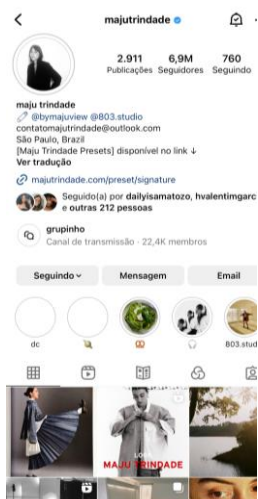 majutrindade
2.911
6,9M
760
Publicações
Seguidores
Seguindo
maju trindade
@bymajuview @803.studio
contatomajutrindade@outlook.com
São Paulo, Brazil
[Maju Trindade Presets] disponível no link ↓
Ver tradução
majutrindade.com/preset/signature
Seguido(a) por dailyisamatozo, hvalentimgarc
e outras 212 pessoas
grupinho
Canal de transmissão · 22,4K membros
Seguindo
Mensagem
Email
dc
803.stud
LOOK
MAJU TRINDADE